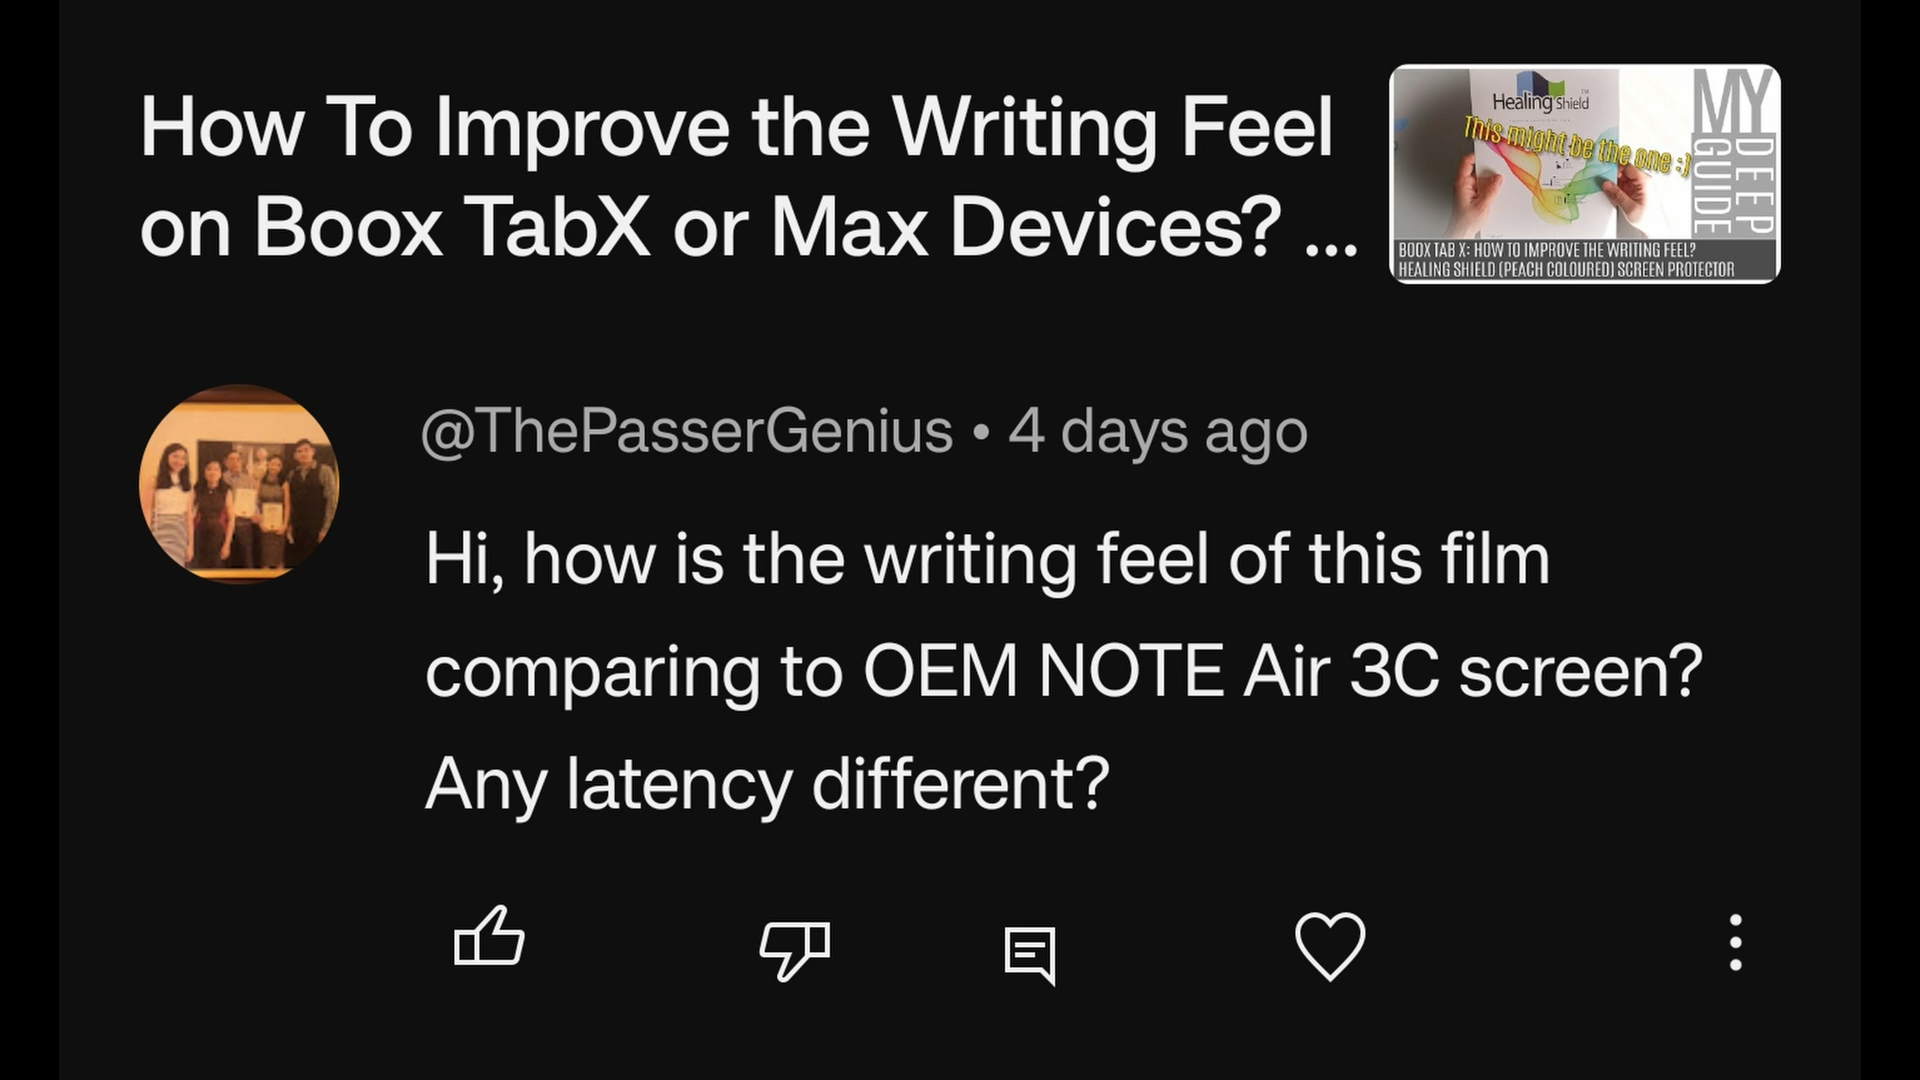 How To Improve the Writing Feel
on Boox TabX or Max Devices? ...
Healing Shield
TM
This might be the one :)
MY
DEEP
GUIDE
BOOX TAB X: HOW TO IMPROVE THE WRITING FEEL?
HEALING SHIELD (PEACH COLOURED) SCREEN PROTECTOR
@ThePasserGenius • 4 days ago
Hi, how is the writing feel of this film
comparing to OEM NOTE Air 3C screen?
Any latency different?